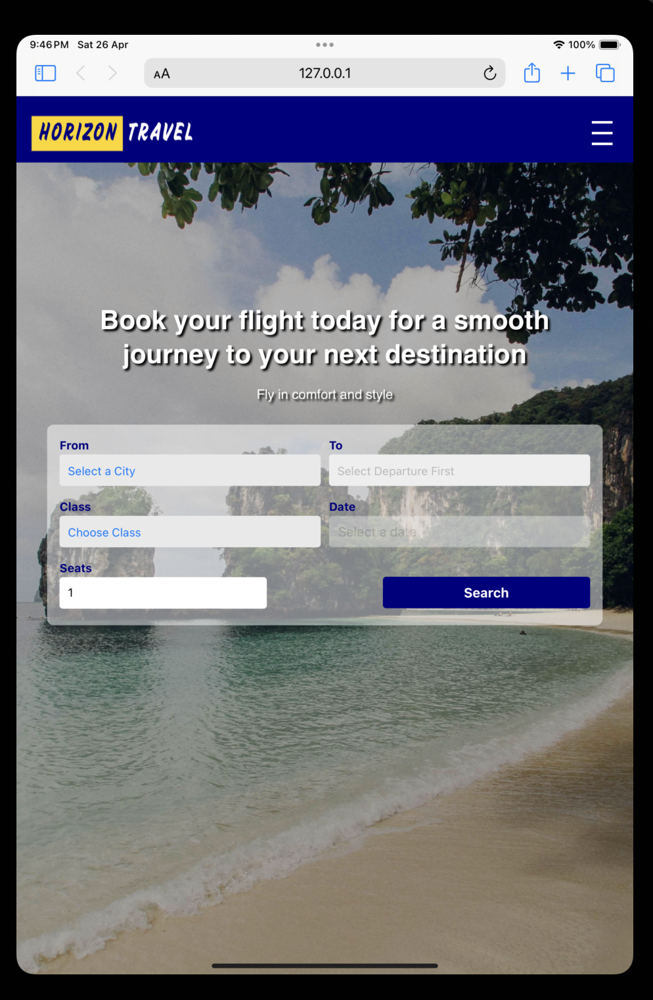 9:46 PM Sat 26 Apr
100%
AA 127.0.0.1
HORIZON TRAVEL
Book your flight today for a smooth
journey to your next destination
Fly in comfort and style
From To
Select a City Select Departure First
Class Date
Choose Class Select a date
Seats
1 Search